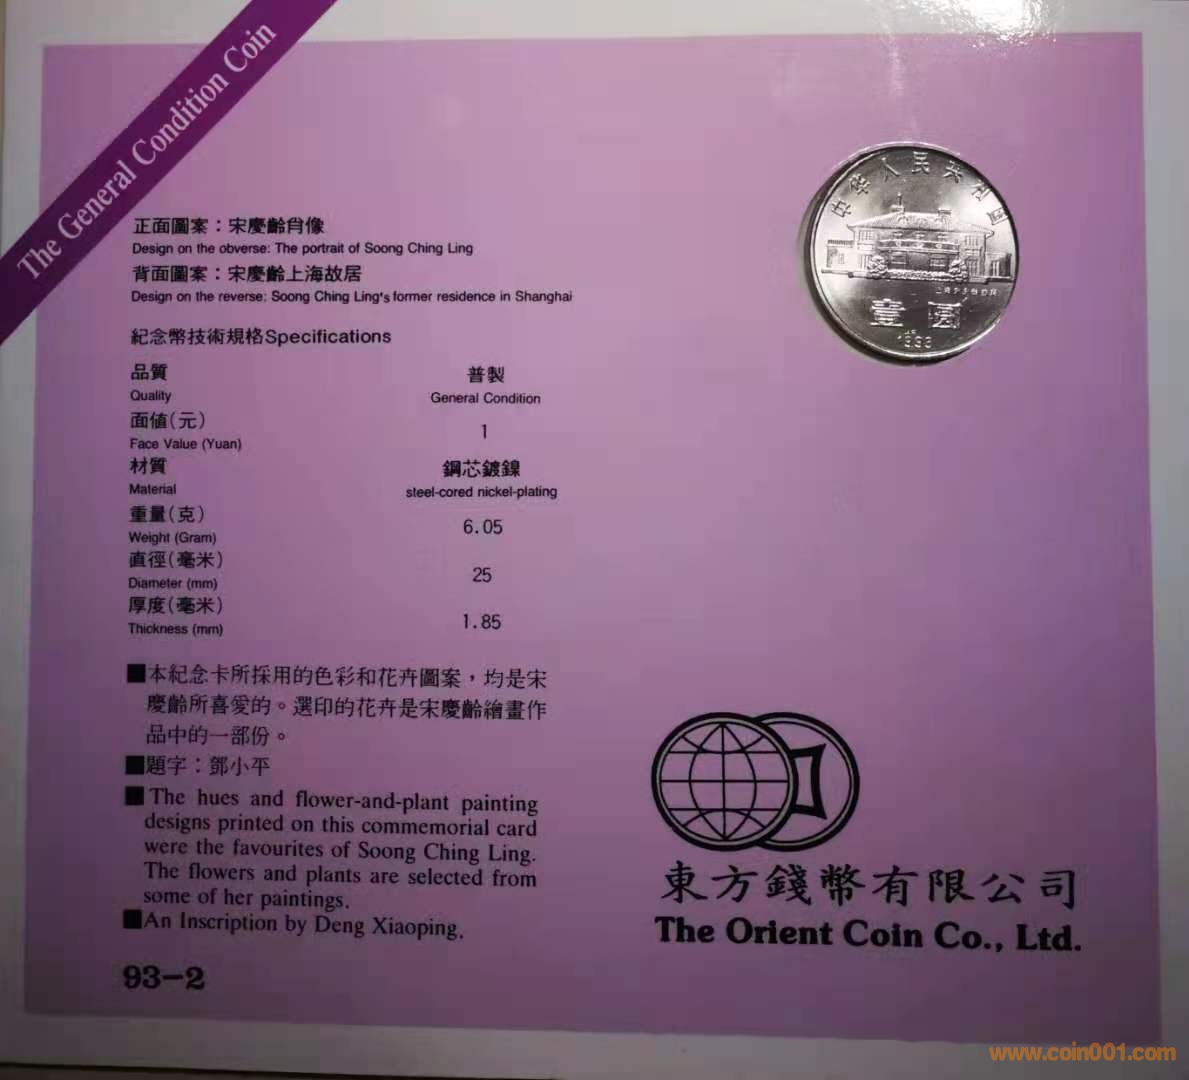 The General Condition Coin
正面圖案：宋慶齡肖像
Design on the obverse: The portrait of Soong Ching Ling
背面圖案：宋慶齡上海故居
Design on the reverse: Soong Ching Ling's former residence in Shanghai
紀念幣技術規格Specifications
品質 普製
Quality General Condition
面値(元) 1
Face Value (Yuan)
材質 鋼芯鍍鎳
Material steel-cored nickel-plating
重量(克) 6.05
Weight (Gram)
直徑(毫米) 25
Diameter (mm)
厚度(毫米) 1.85
Thickness (mm)
■本紀念卡所採用的色彩和花卉圖案，均是宋
慶齡所喜愛的。選印的花卉是宋慶齡繪畫作
品中的一部份。
■題字：鄧小平
■The hues and flower-and-plant painting
designs printed on this commemorial card
were the favourites of Soong Ching Ling.
The flowers and plants are selected from
some of her paintings.
■An Inscription by Deng Xiaoping.
93-2
中华人民共和国
壹圆
1993
東方錢幣有限公司
The Orient Coin Co., Ltd.
www.coin001.com